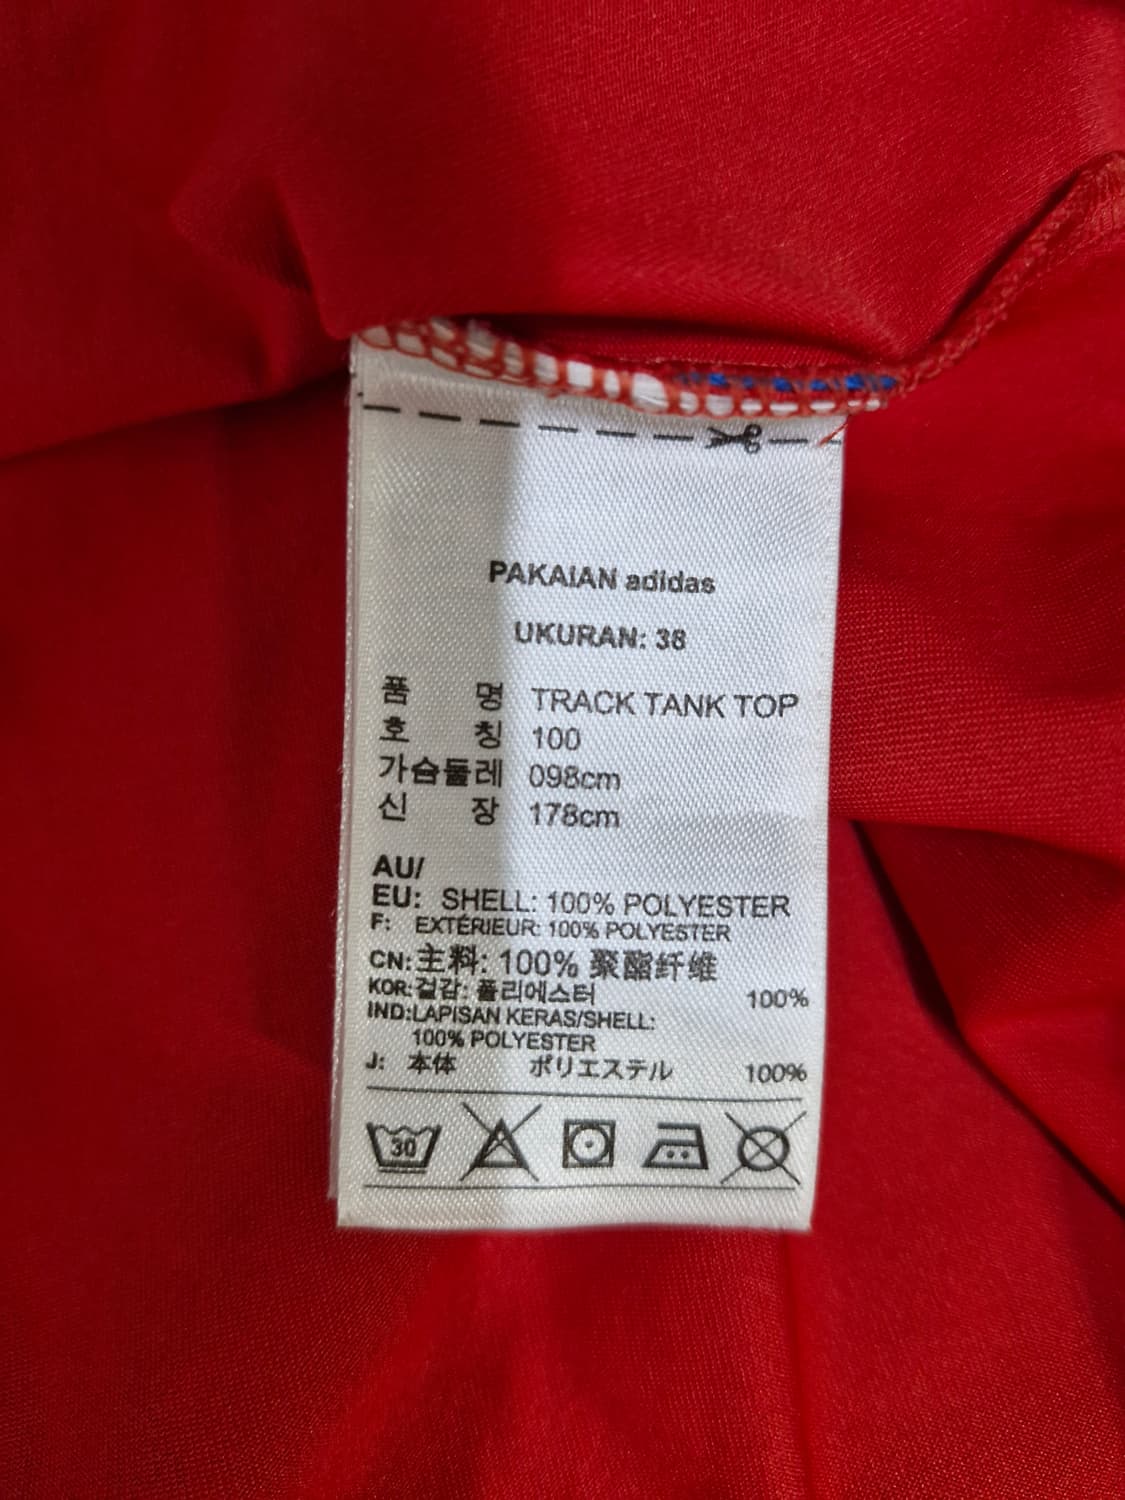 PAKAIAN adidas
UKURAN: 38
품 명 TRACK TANK TOP
호 칭 100
가슴둘레 098cm
신 장 178cm
AU/
EU: SHELL: 100% POLYESTER
F: EXTÉRIEUR: 100% POLYESTER
CN:主料: 100% 聚酯纤维
KOR:겉감: 폴리에스터 100%
IND:LAPISAN KERAS/SHELL:
100% POLYESTER
J: 本体 ポリエステル 100%
30